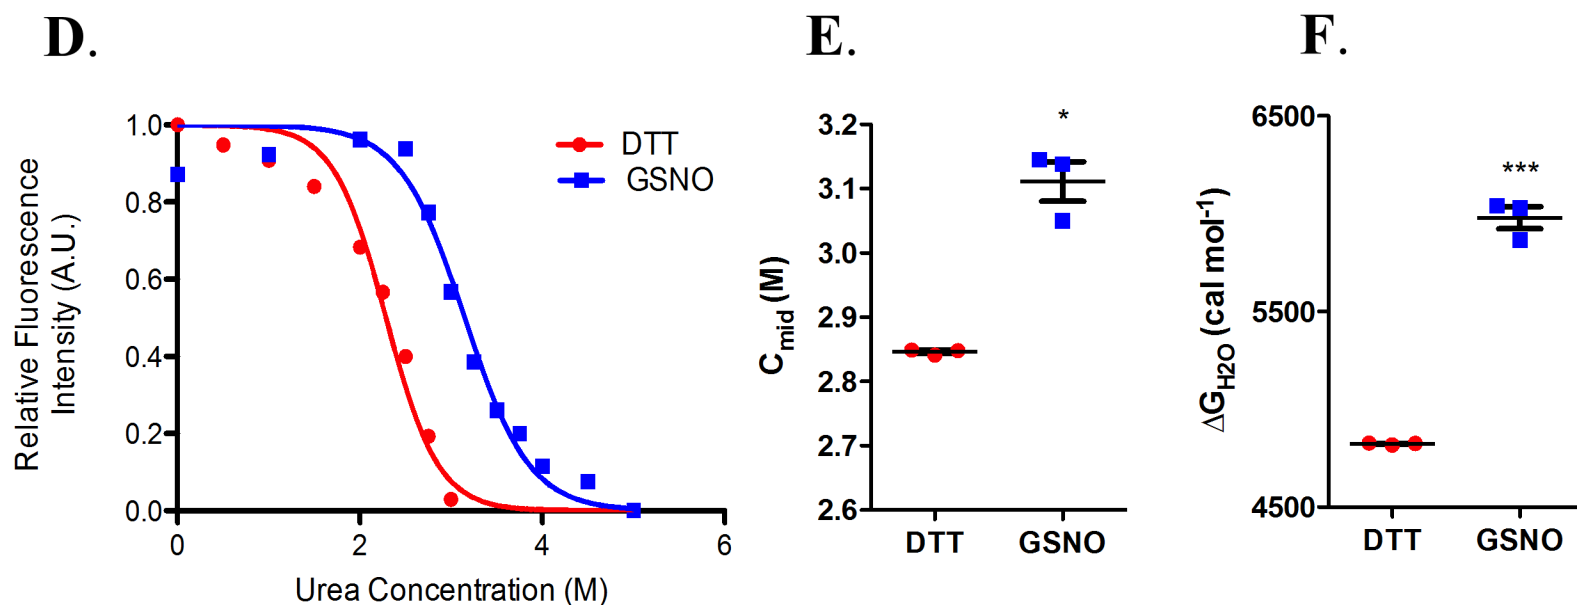 D.
Relative Fluorescence
Intensity (A.U.)
1.0
0.8
0.6
0.4
0.2
0.0
0
2
4
6
Urea Concentration (M)
DTT
GSNO
E.
C_mid (M)
3.2
3.1
3.0
2.9
2.8
2.7
2.6
*
DTT
GSNO
F.
ΔG_H2O (cal mol⁻¹)
6500
5500
4500
***
DTT
GSNO